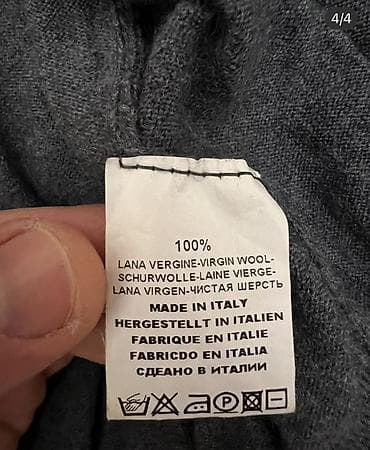 4/4
100%
LANA VERGINE-VIRGIN WOOL-
SCHURWOLLE-LAINE VIERGE-
LANA VIRGEN-ЧИСТАЯ ШЕРСТЬ
MADE IN ITALY
HERGESTELLT IN ITALIEN
FABRIQUE EN ITALIE
FABRICDO EN ITALIA
СДЕАНО В ИТАЛИИ
P